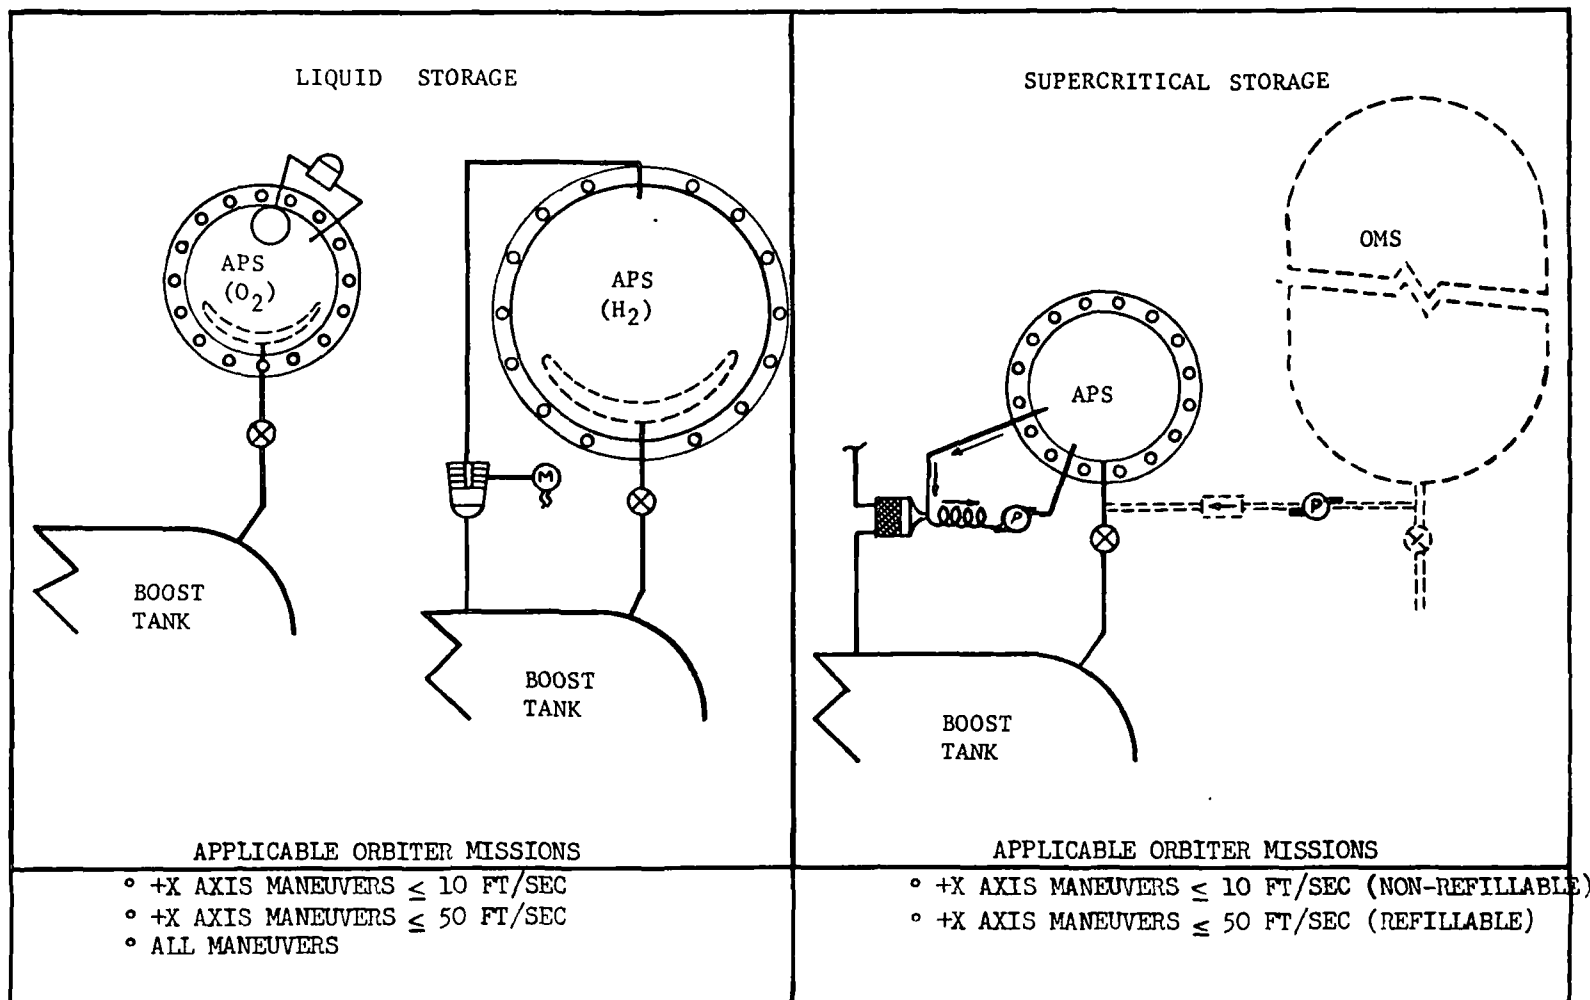 LIQUID STORAGE
APS
(O2)
APS
(H2)
M
BOOST
TANK
BOOST
TANK
APPLICABLE ORBITER MISSIONS
° +X AXIS MANEUVERS ≤ 10 FT/SEC
° +X AXIS MANEUVERS ≤ 50 FT/SEC
° ALL MANEUVERS
SUPERCRITICAL STORAGE
OMS
APS
P
P
BOOST
TANK
APPLICABLE ORBITER MISSIONS
° +X AXIS MANEUVERS ≤ 10 FT/SEC (NON-REFILLABLE)
° +X AXIS MANEUVERS ≤ 50 FT/SEC (REFILLABLE)